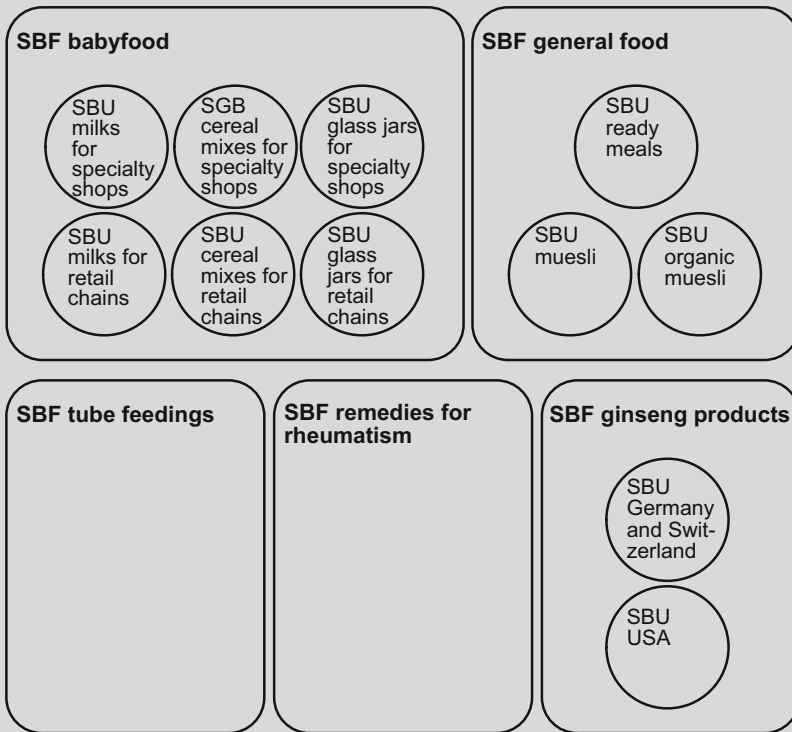 SBF babyfood
SBU
milks
for
specialty
shops
SGB
cereal
mixes for
specialty
shops
SBU
glass jars
for
specialty
shops
SBU
milks for
retail
chains
SBU
cereal
mixes for
retail
chains
SBU
glass
jars for
retail
chains
SBF general food
SBU
ready
meals
SBU
muesli
SBU
organic
muesli
SBF tube feedings
SBF remedies for
rheumatism
SBF ginseng products
SBU
Germany
and Swit-
zerland
SBU
USA